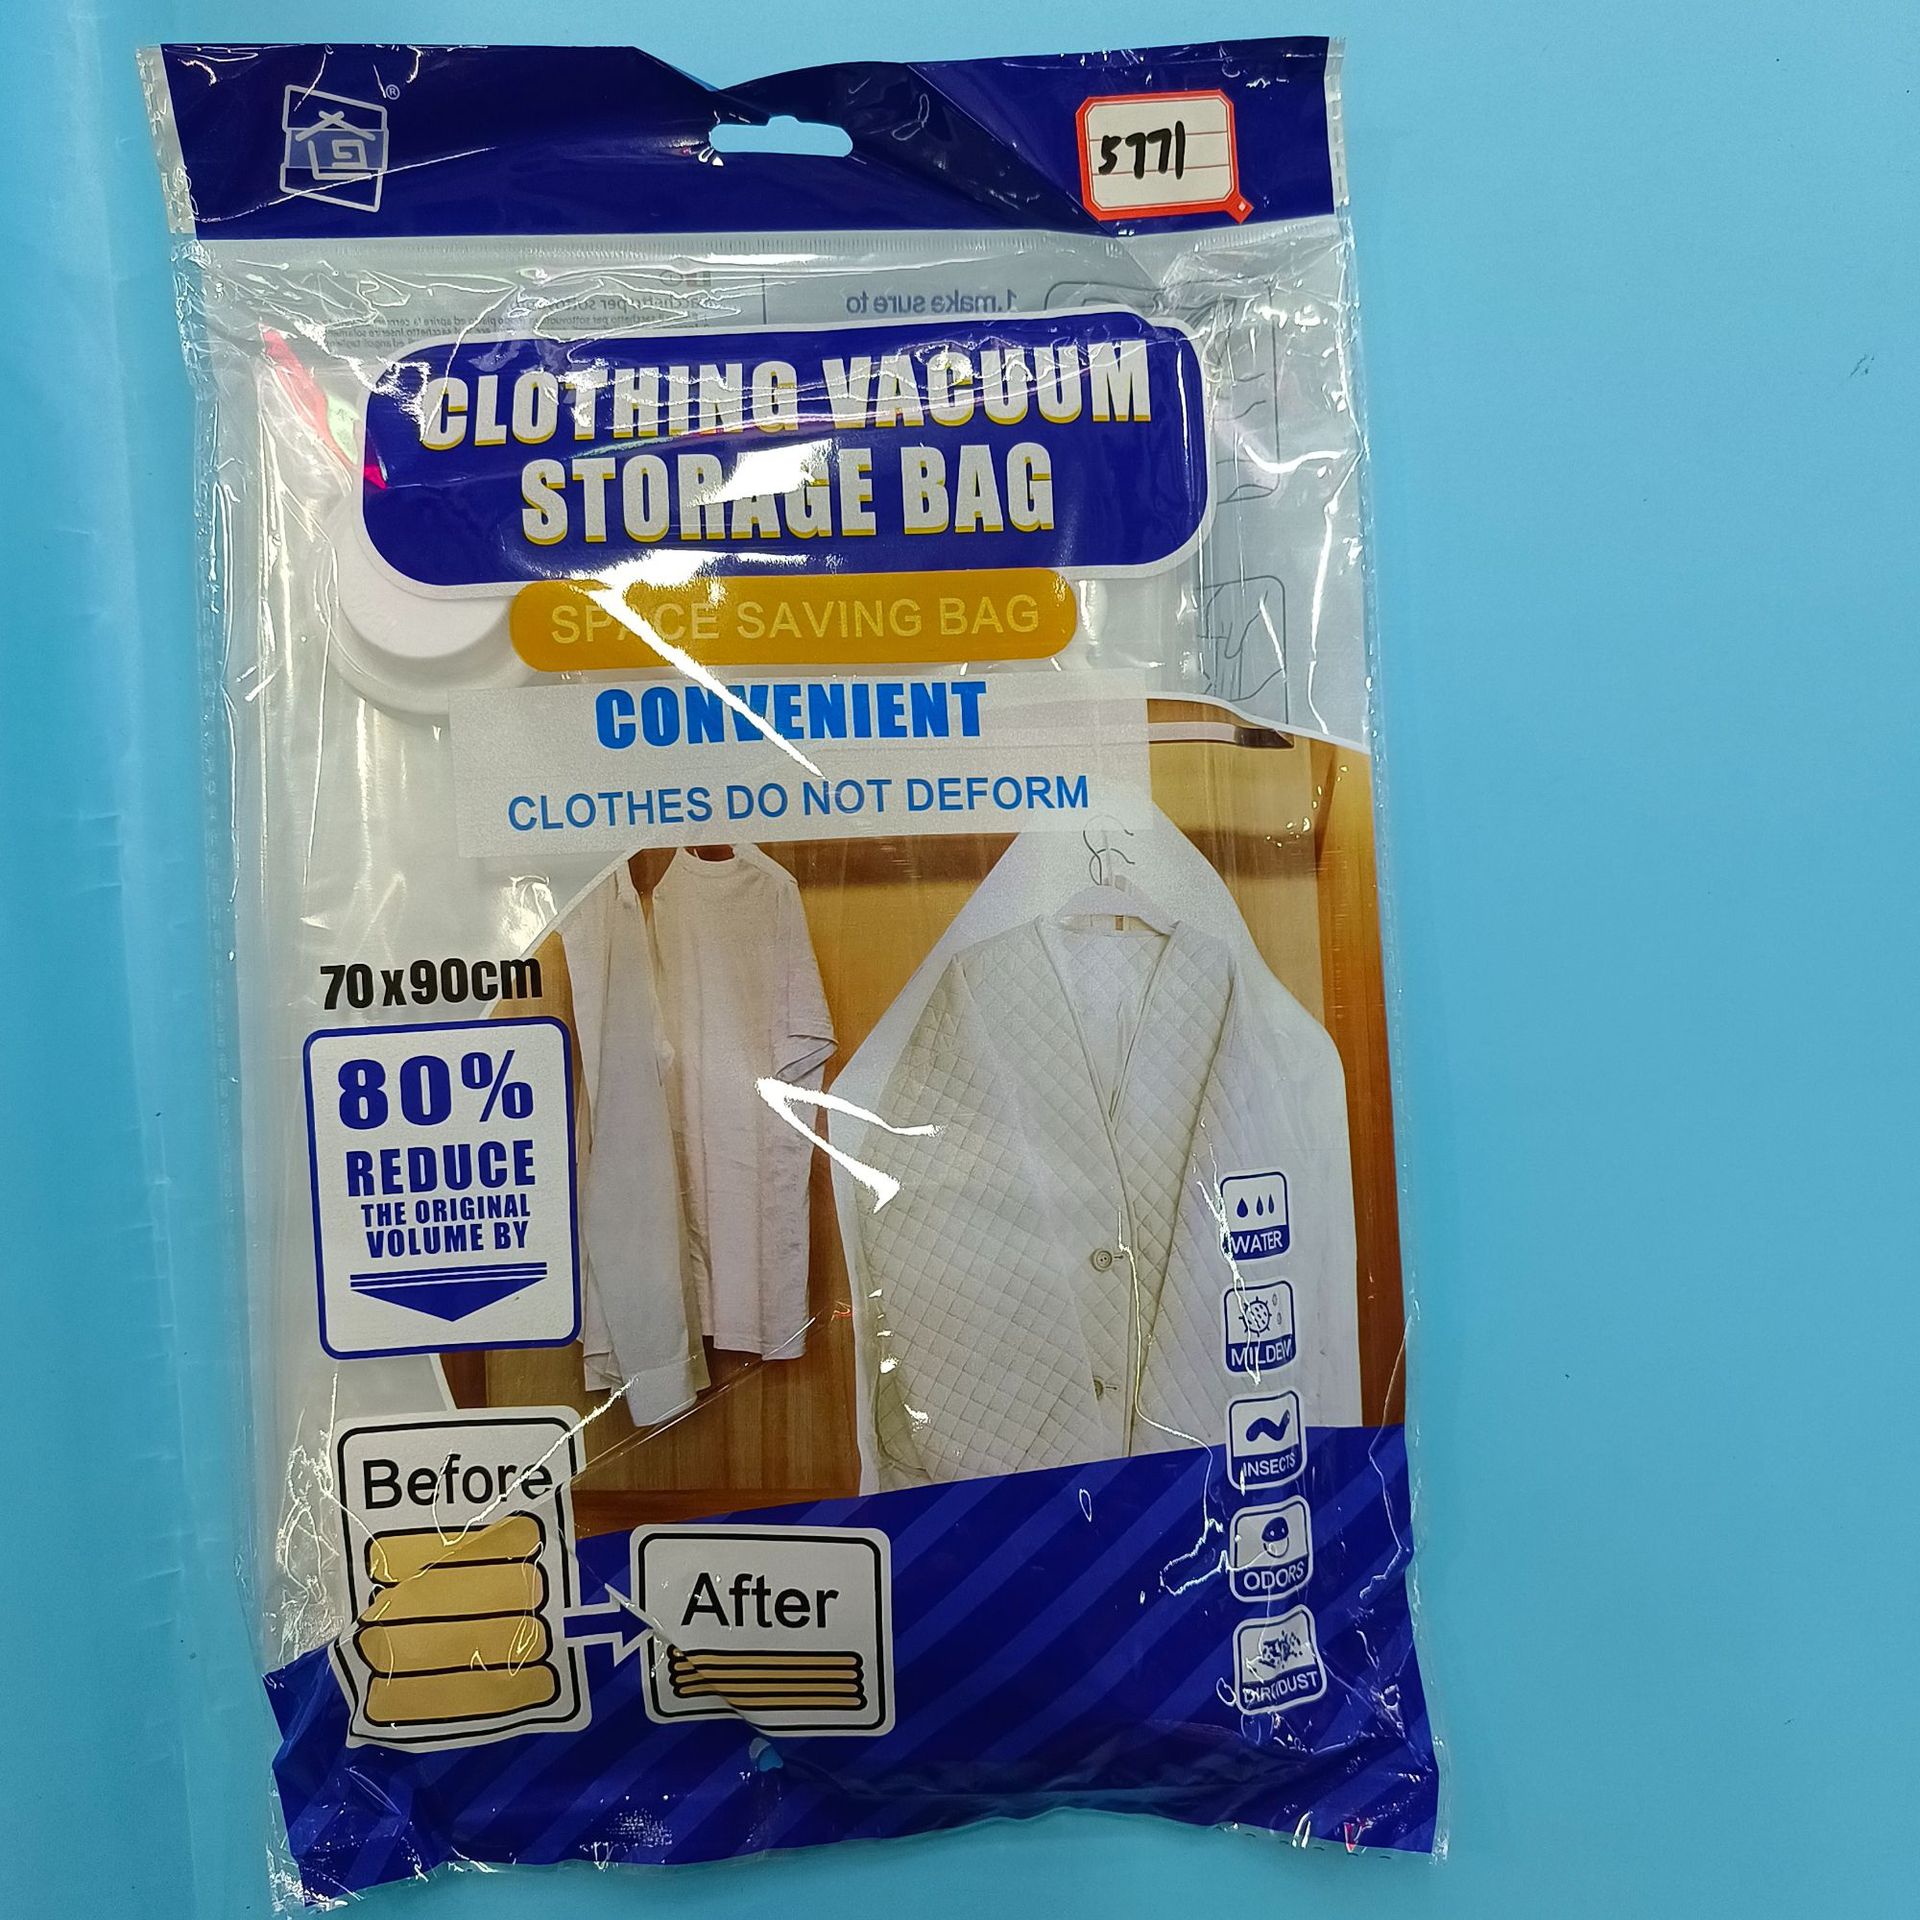 ®
5771
1.make sure to
CLOTHING VACUUM
STORAGE BAG
SPACE SAVING BAG
CONVENIENT
CLOTHES DO NOT DEFORM
70x90cm
80%
REDUCE
THE ORIGINAL
VOLUME BY
WATER
MILDEW
INSECTS
ODORS
DIRT/DUST
Before
After